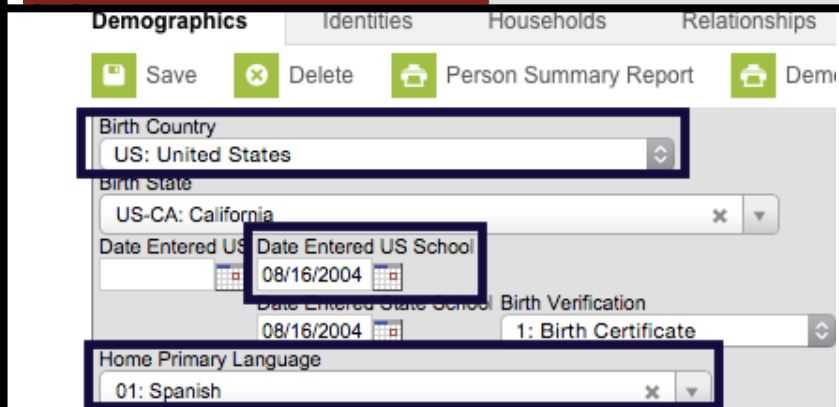 Demographics Identities Households Relationships
Save Delete Person Summary Report
Birth Country
US: United States
Birth State
US-CA: California
Date Entered US Date Entered US School
08/16/2004
Date Entered State School Birth Verification
08/16/2004 1: Birth Certificate
Home Primary Language
01: Spanish